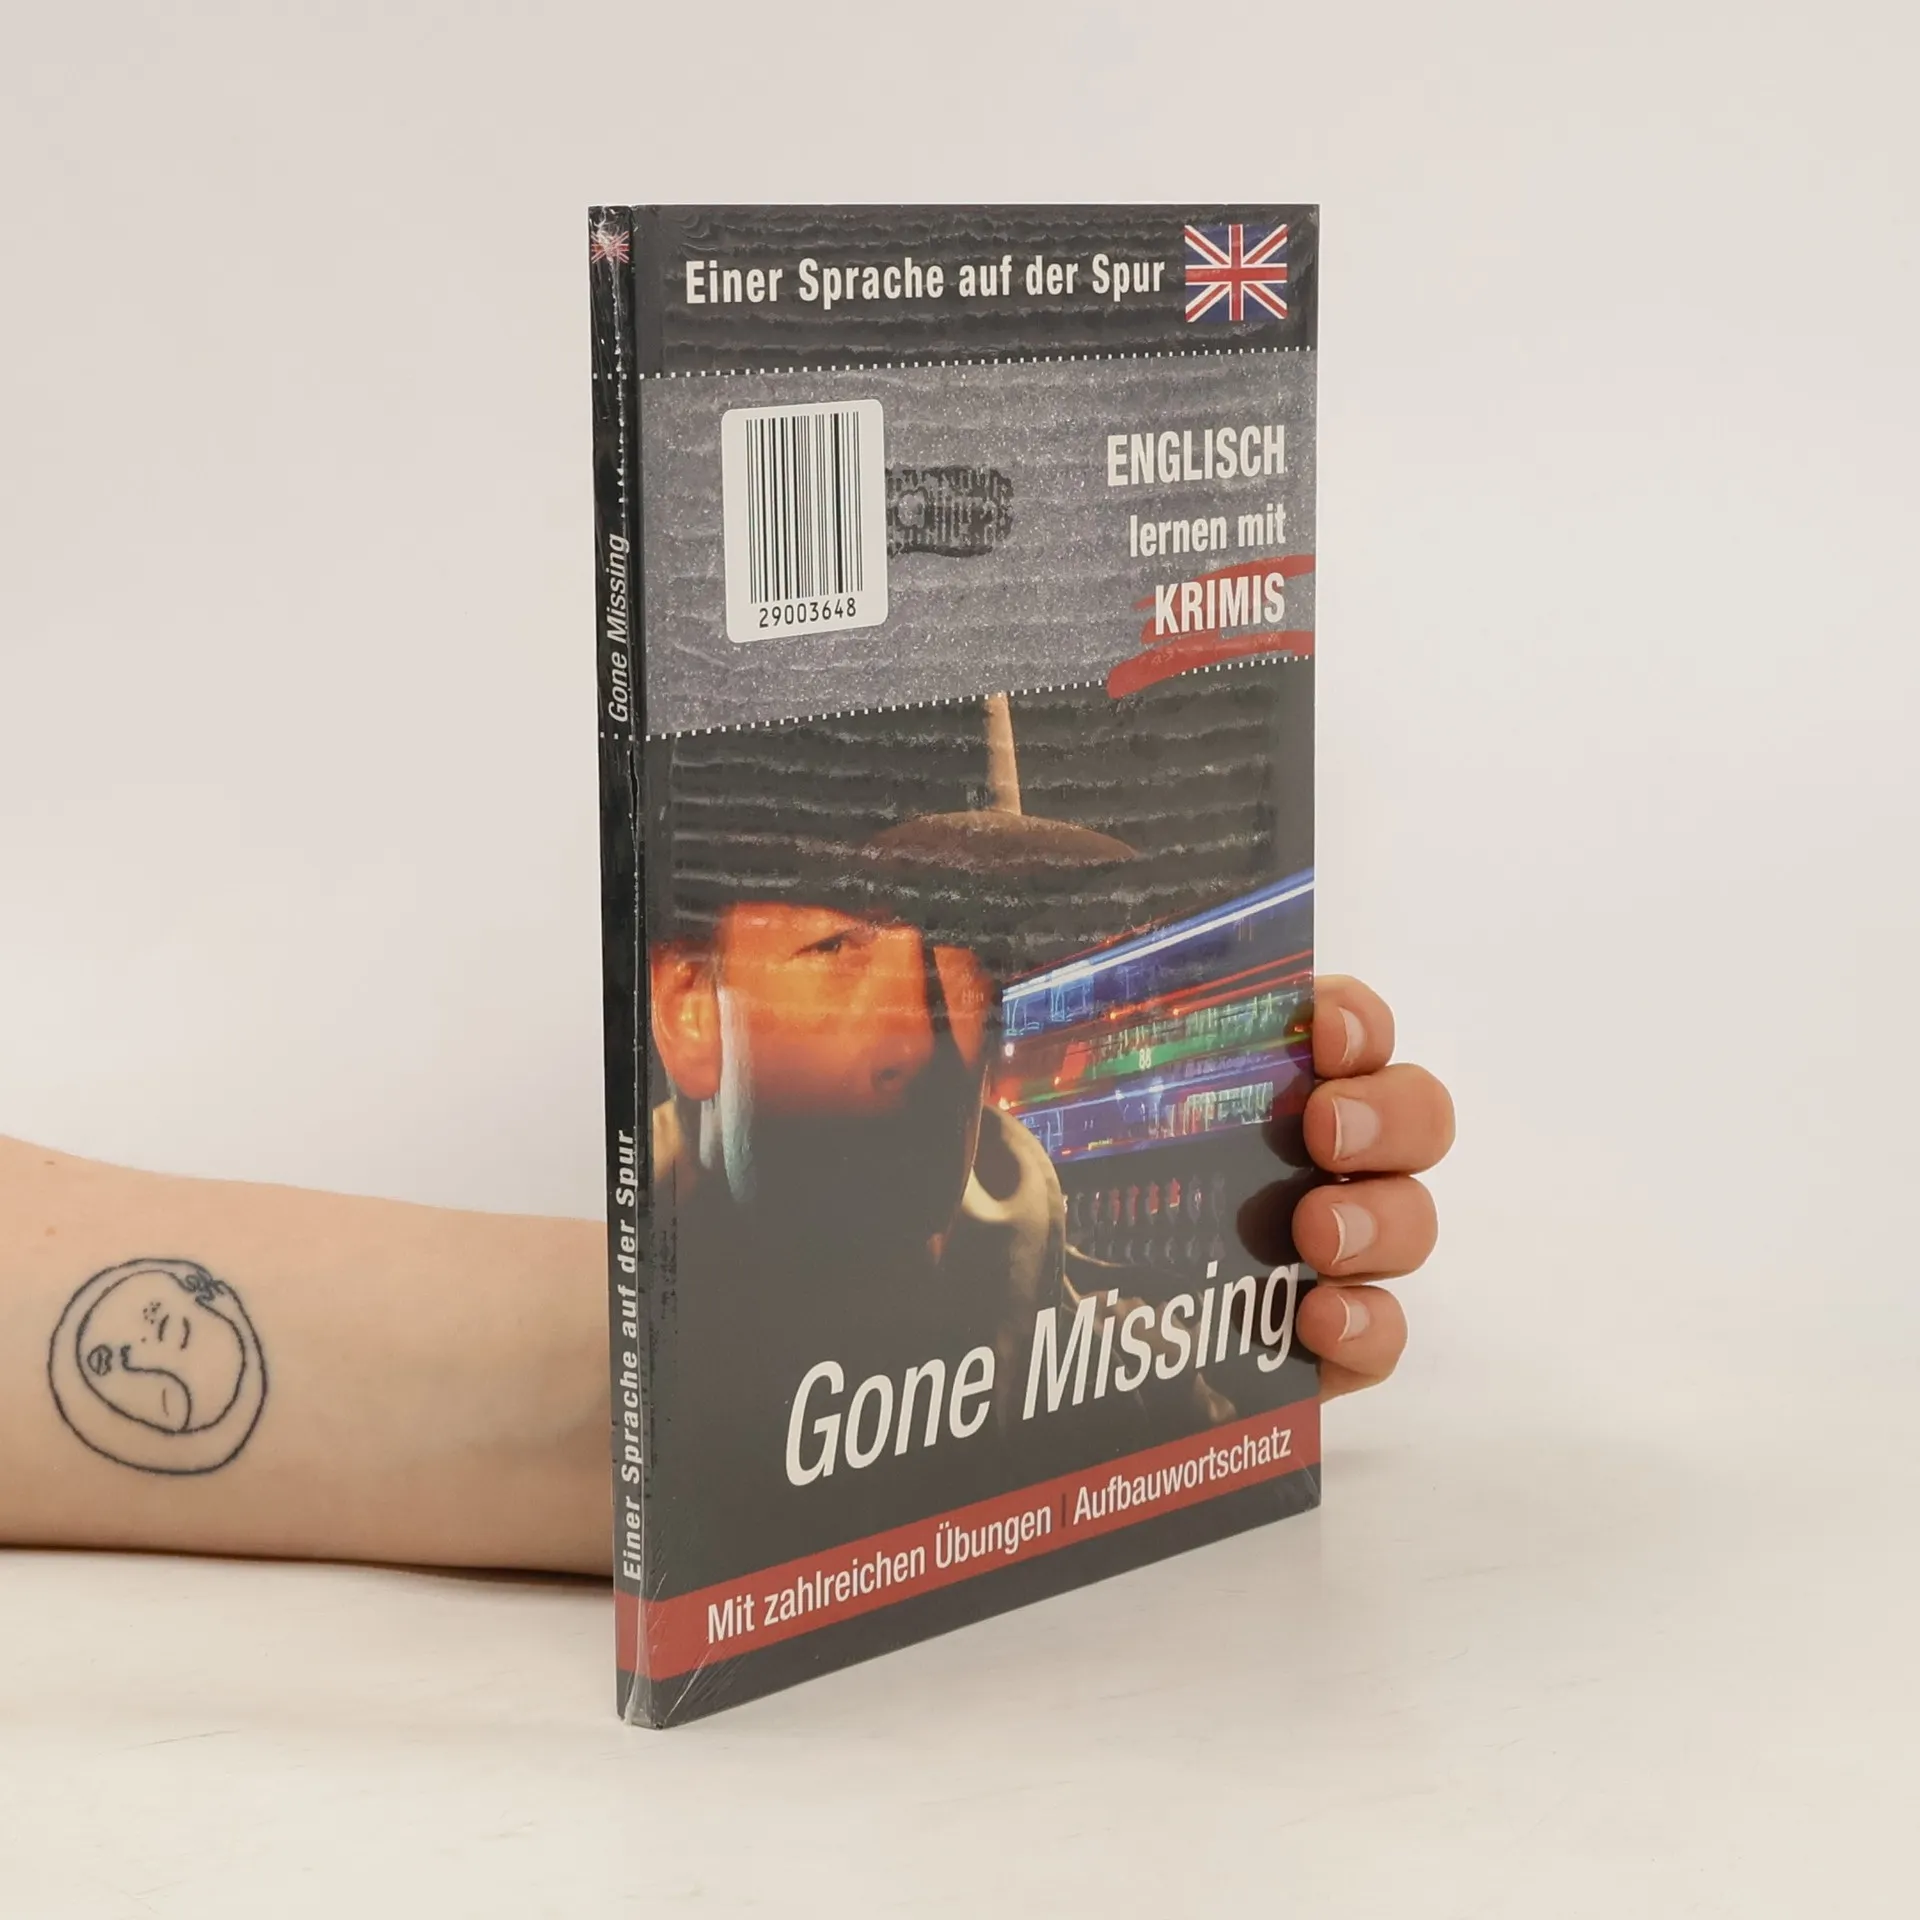 Einer Sprache auf der Spur
ENGLISCH
lernen mit
KRIMIS
29003648
Gone Missing
Mit zahlreichen Übungen | Aufbauwortschatz
Gone Missing
Einer Sprache auf der Spur